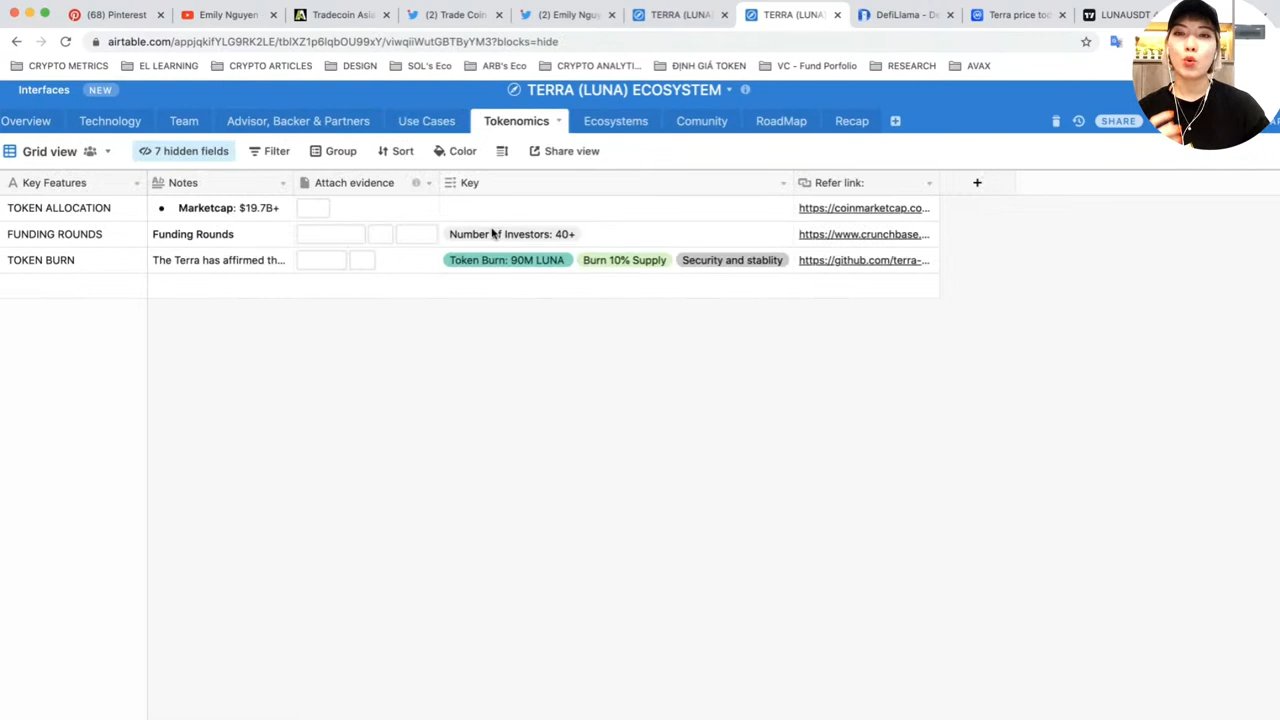 (68) Pinterest
Emily Nguyen
Tradecoin Asia
(2) Trade Coin
(2) Emily Nguy
TERRA (LUNA)
TERRA (LUNA)
DefiLlama - De
Terra price tod
LUNAUSDT
airtable.com/appjqkifYLG9RK2LE/tblXZ1p6lqbOU99xY/viwqiiWutGBTByYM3?blocks=hide
CRYPTO METRICS
EL LEARNING
CRYPTO ARTICLES
DESIGN
SOL's Eco
ARB's Eco
CRYPTO ANALYTI...
ĐỊNH GIÁ TOKEN
VC - Fund Porfolio
RESEARCH
AVAX
Interfaces NEW
TERRA (LUNA) ECOSYSTEM
Overview
Technology
Team
Advisor, Backer & Partners
Use Cases
Tokenomics
Ecosystems
Comunity
RoadMap
Recap
SHARE
Grid view
7 hidden fields
Filter
Group
Sort
Color
Share view
Key Features
Notes
Attach evidence
Key
Refer link:
TOKEN ALLOCATION
• Marketcap: $19.7B+
https://coinmarketcap.co...
FUNDING ROUNDS
Funding Rounds
Number of Investors: 40+
https://www.crunchbase....
TOKEN BURN
The Terra has affirmed th...
Token Burn: 90M LUNA
Burn 10% Supply
Security and stablity
https://github.com/terra-...